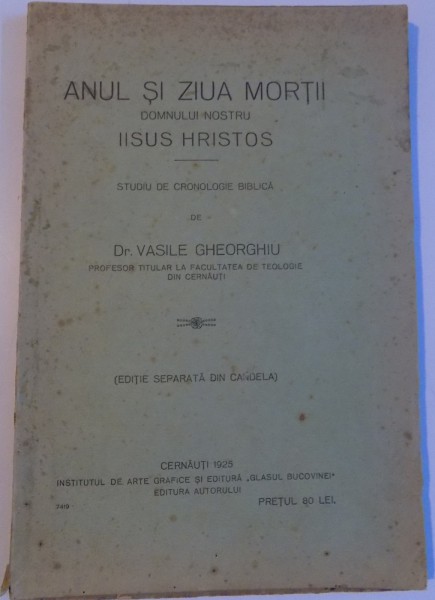 ANUL ȘI ZIUA MORȚII
DOMNULUI NOSTRU
IISUS HRISTOS
STUDIU DE CRONOLOGIE BIBLICĂ
DE
Dr. VASILE GHEORGHIU
PROFESOR TITULAR LA FACULTATEA DE TEOLOGIE
DIN CERNĂUȚI
(EDIȚIE SEPARATĂ DIN CANDELA)
CERNĂUȚI 1925
INSTITUTUL DE ARTE GRAFICE ȘI EDITURĂ „GLASUL BUCOVINEI"
EDITURA AUTORULUI
PREȚUL 80 LEI